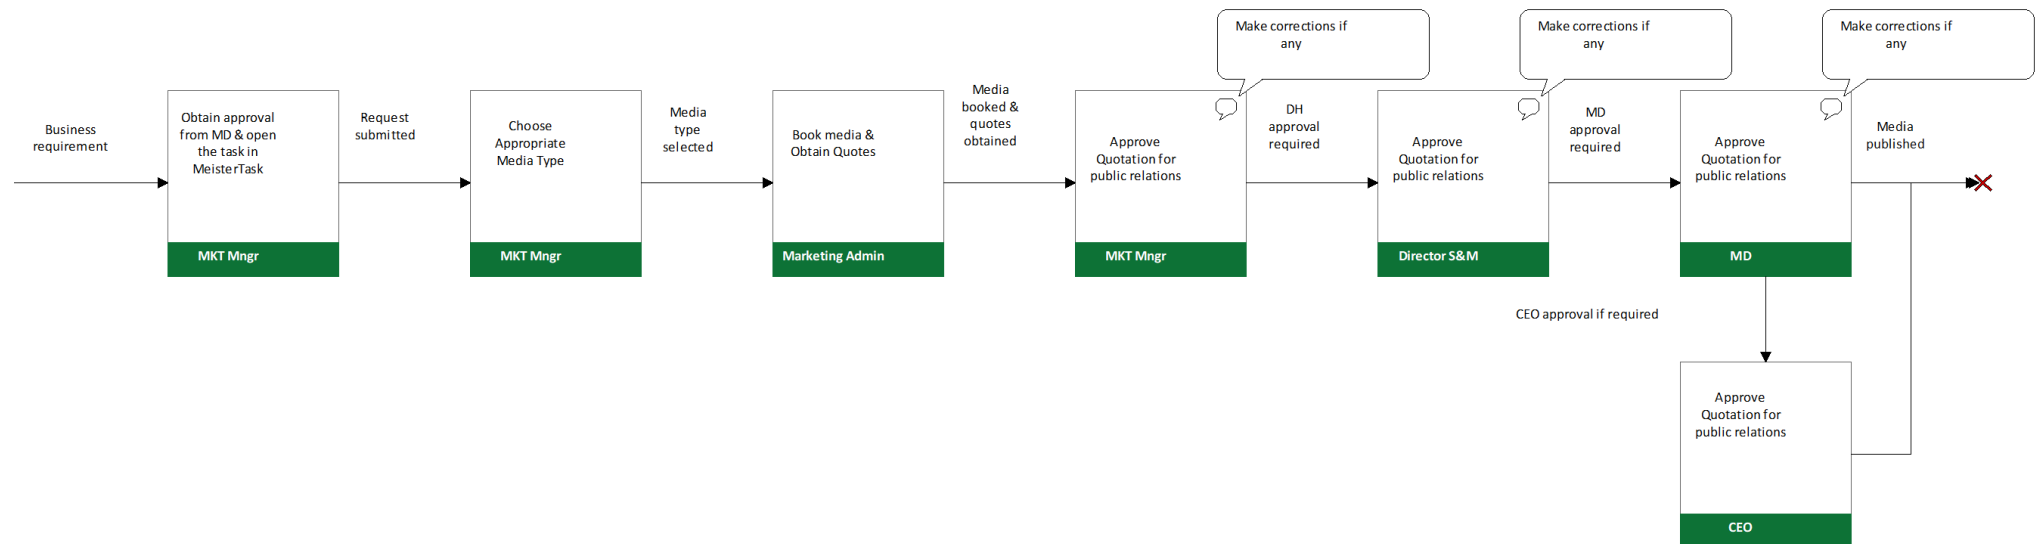 Make corrections if
any
Make corrections if
any
Make corrections if
any
Business
requirement
Obtain approval
from MD & open
the task in
MeisterTask
MKT Mngr
Request
submitted
Choose
Appropriate
Media Type
MKT Mngr
Media
type
selected
Book media &
Obtain Quotes
Marketing Admin
Media
booked &
quotes
obtained
Approve
Quotation for
public relations
MKT Mngr
DH
approval
required
Approve
Quotation for
public relations
Director S&M
MD
approval
required
Approve
Quotation for
public relations
MD
Media
published
CEO approval if required
Approve
Quotation for
public relations
CEO